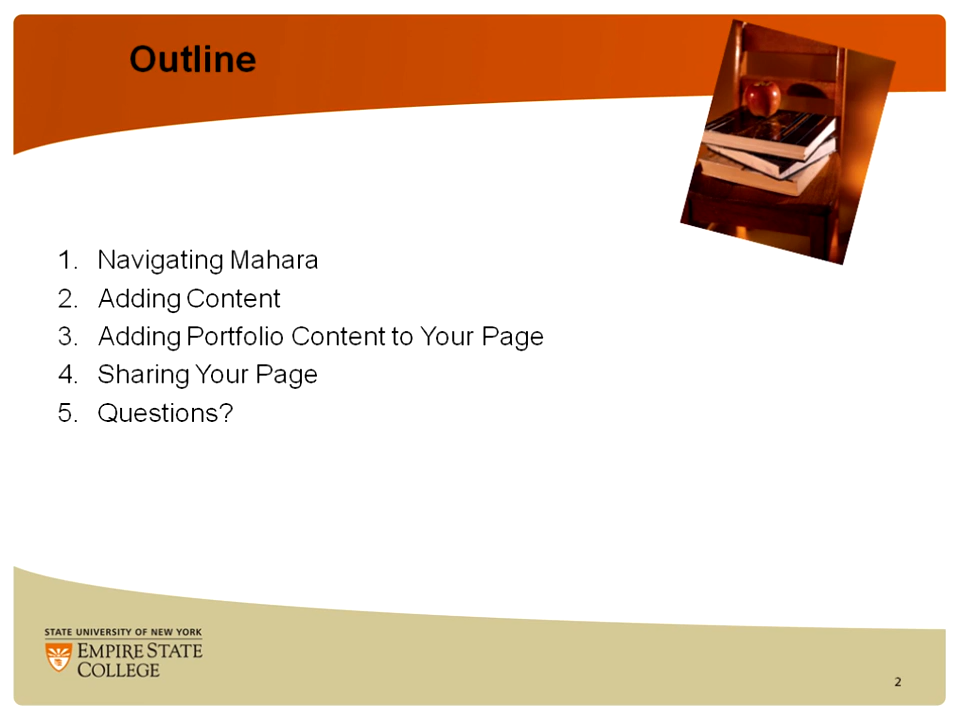 Outline
1. Navigating Mahara
2. Adding Content
3. Adding Portfolio Content to Your Page
4. Sharing Your Page
5. Questions?
STATE UNIVERSITY OF NEW YORK
EMPIRE STATE
COLLEGE
2